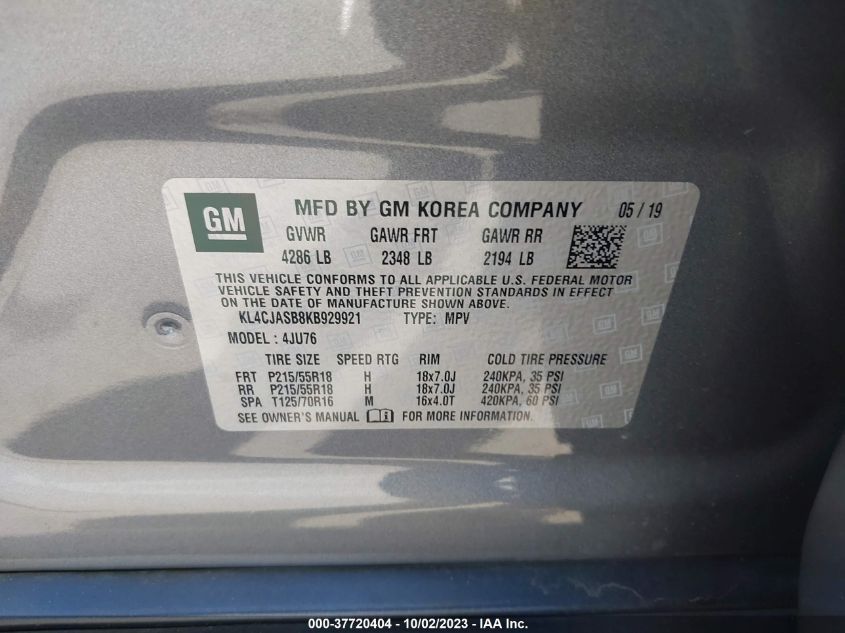 GM MFD BY GM KOREA COMPANY 05 / 19
GVWR GAWR FRT GAWR RR
4286 LB 2348 LB 2194 LB
THIS VEHICLE CONFORMS TO ALL APPLICABLE U.S. FEDERAL MOTOR
VEHICLE SAFETY AND THEFT PREVENTION STANDARDS IN EFFECT
ON THE DATE OF MANUFACTURE SHOWN ABOVE.
KL4CJASB8KB929921 TYPE: MPV
MODEL : 4JU76
TIRE SIZE SPEED RTG RIM COLD TIRE PRESSURE
FRT P215/55R18 H 18x7.0J 240KPA, 35 PSI
RR P215/55R18 H 18x7.0J 240KPA, 35 PSI
SPA T125/70R16 M 16x4.0T 420KPA, 60 PSI
SEE OWNER'S MANUAL FOR MORE INFORMATION.
000-37720404 - 10/02/2023 - IAA Inc.